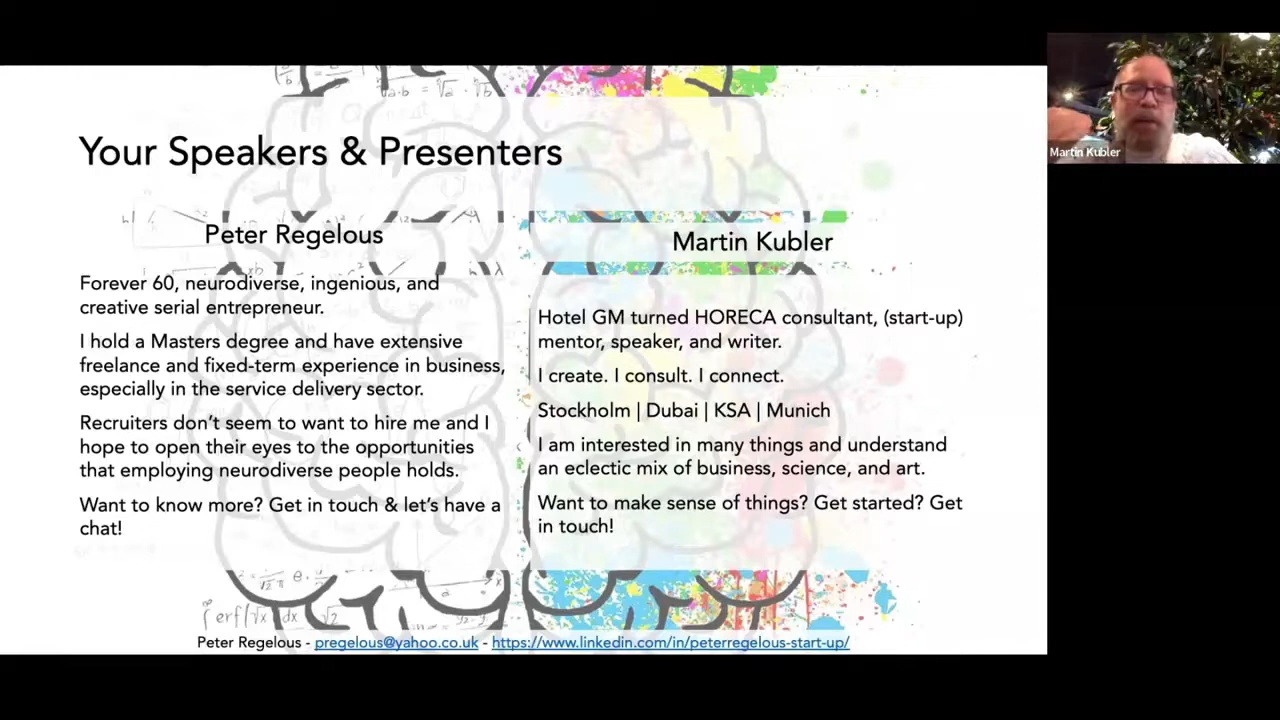 Your Speakers & Presenters
Peter Regelous
Forever 60, neurodiverse, ingenious, and
creative serial entrepreneur.
I hold a Masters degree and have extensive
freelance and fixed-term experience in business,
especially in the service delivery sector.
Recruiters don’t seem to want to hire me and I
hope to open their eyes to the opportunities
that employing neurodiverse people holds.
Want to know more? Get in touch & let’s have a
chat!
Martin Kubler
Hotel GM turned HORECA consultant, (start-up)
mentor, speaker, and writer.
I create. I consult. I connect.
Stockholm | Dubai | KSA | Munich
I am interested in many things and understand
an eclectic mix of business, science, and art.
Want to make sense of things? Get started? Get
in touch!
Peter Regelous - pregelous@yahoo.co.uk - https://www.linkedin.com/in/peterregelous-start-up/
Martin Kubler